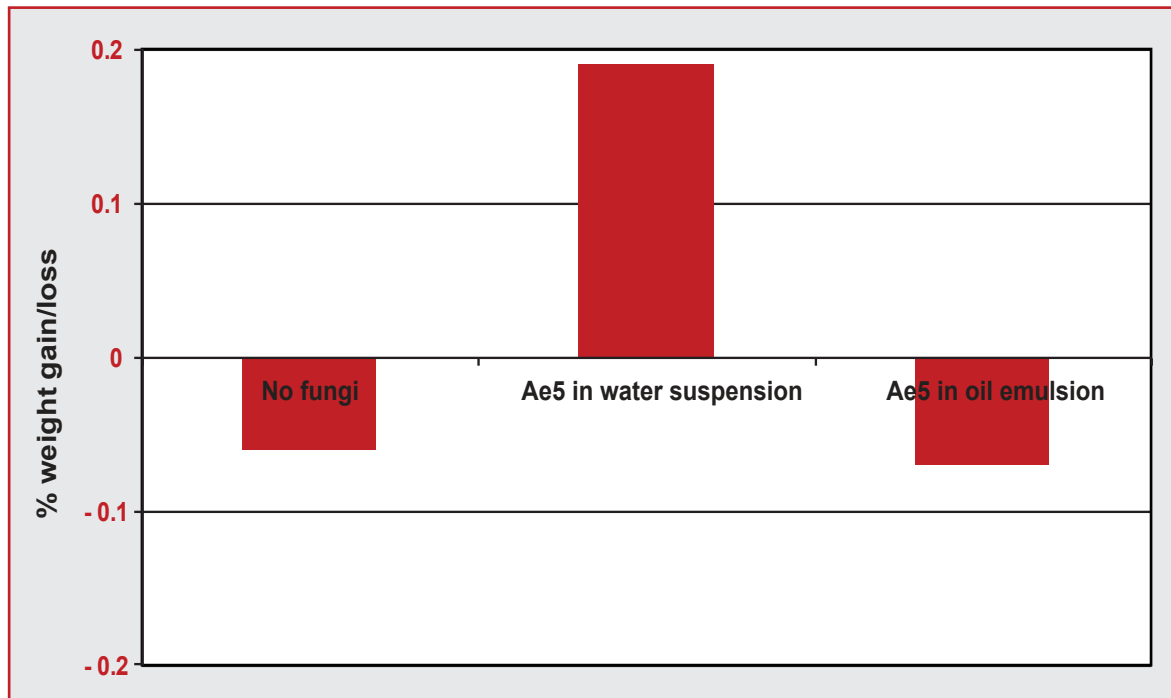 0.2
0.1
0
- 0.1
- 0.2
% weight gain/loss
No fungi
Ae5 in water suspension
Ae5 in oil emulsion